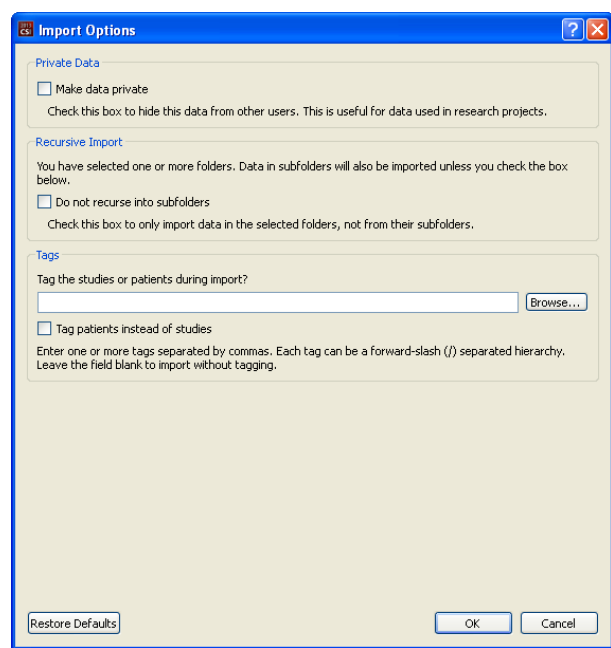 2013
CSI
Import Options
Private Data
Make data private
Check this box to hide this data from other users. This is useful for data used in research projects.
Recursive Import
You have selected one or more folders. Data in subfolders will also be imported unless you check the box
below.
Do not recurse into subfolders
Check this box to only import data in the selected folders, not from their subfolders.
Tags
Tag the studies or patients during import?
Browse...
Tag patients instead of studies
Enter one or more tags separated by commas. Each tag can be a forward-slash (/) separated hierarchy.
Leave the field blank to import without tagging.
Restore Defaults
OK
Cancel